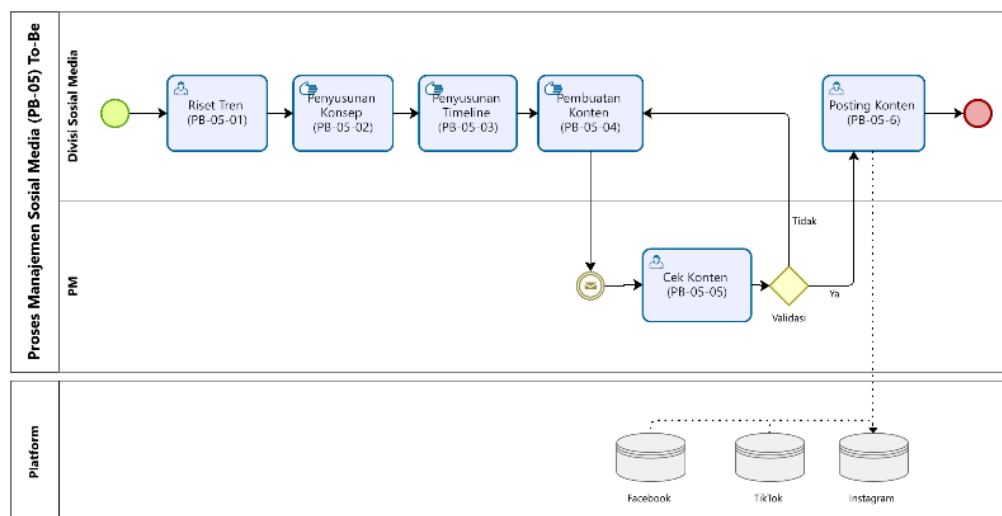 Proses Manajemen Sosial Media (PB-05) To-Be
Divisi Sosial Media
Riset Tren
(PB-05-01)
Penyusunan
Konsep
(PB-05-02)
Penyusunan
Timeline
(PB-05-03)
Pembuatan
Konten
(PB-05-04)
Posting Konten
(PB-05-6)
Tidak
PM
Cek Konten
(PB-05-05)
Ya
Validasi
Platform
Facebook
TikTok
Instagram